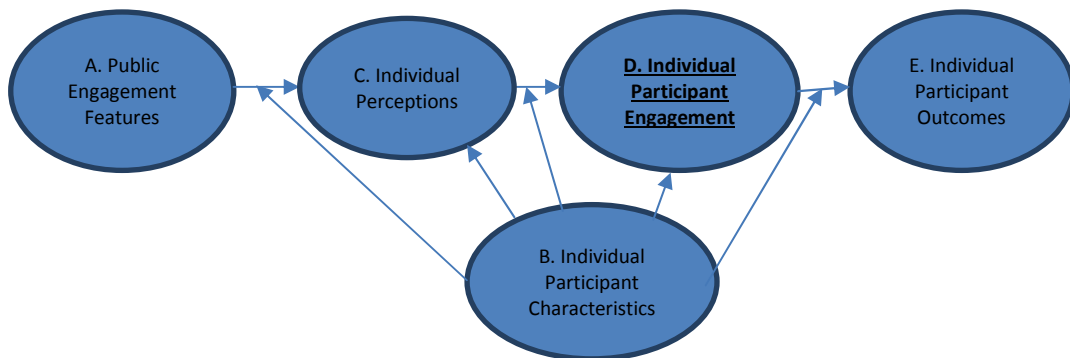 A. Public
Engagement
Features
C. Individual
Perceptions
D. Individual
Participant
Engagement
E. Individual
Participant
Outcomes
B. Individual
Participant
Characteristics